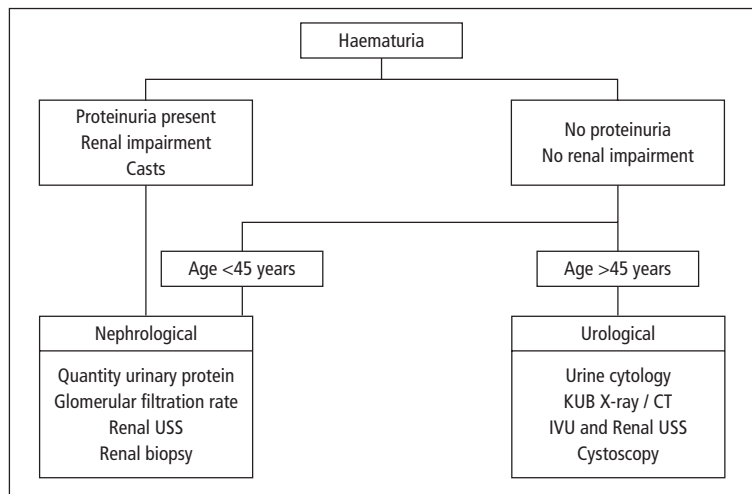 Haematuria
Proteinuria present
Renal impairment
Casts
No proteinuria
No renal impairment
Age <45 years
Age >45 years
Nephrological
Quantity urinary protein
Glomerular filtration rate
Renal USS
Renal biopsy
Urological
Urine cytology
KUB X-ray / CT
IVU and Renal USS
Cystoscopy